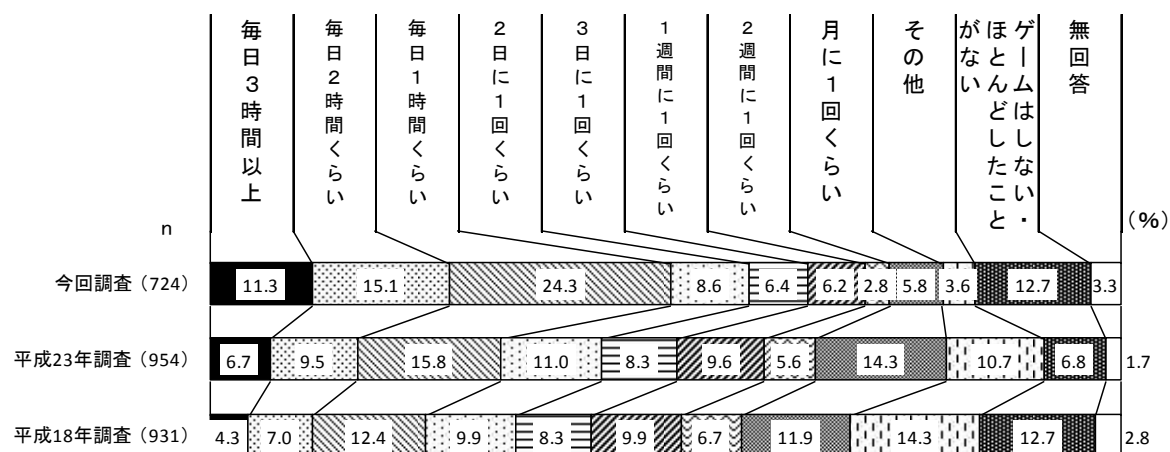 毎日3時間以上
毎日2時間くらい
毎日1時間くらい
2日に1回くらい
3日に1回くらい
1週間に1回くらい
2週間に1回くらい
月に1回くらい
その他
ゲームはしない・
ほとんどしたこと
がない
無回答
n
(%)
今回調査 (724) 11.3 15.1 24.3 8.6 6.4 6.2 2.8 5.8 3.6 12.7 3.3
平成23年調査 (954) 6.7 9.5 15.8 11.0 8.3 9.6 5.6 14.3 10.7 6.8 1.7
平成18年調査 (931) 4.3 7.0 12.4 9.9 8.3 9.9 6.7 11.9 14.3 12.7 2.8